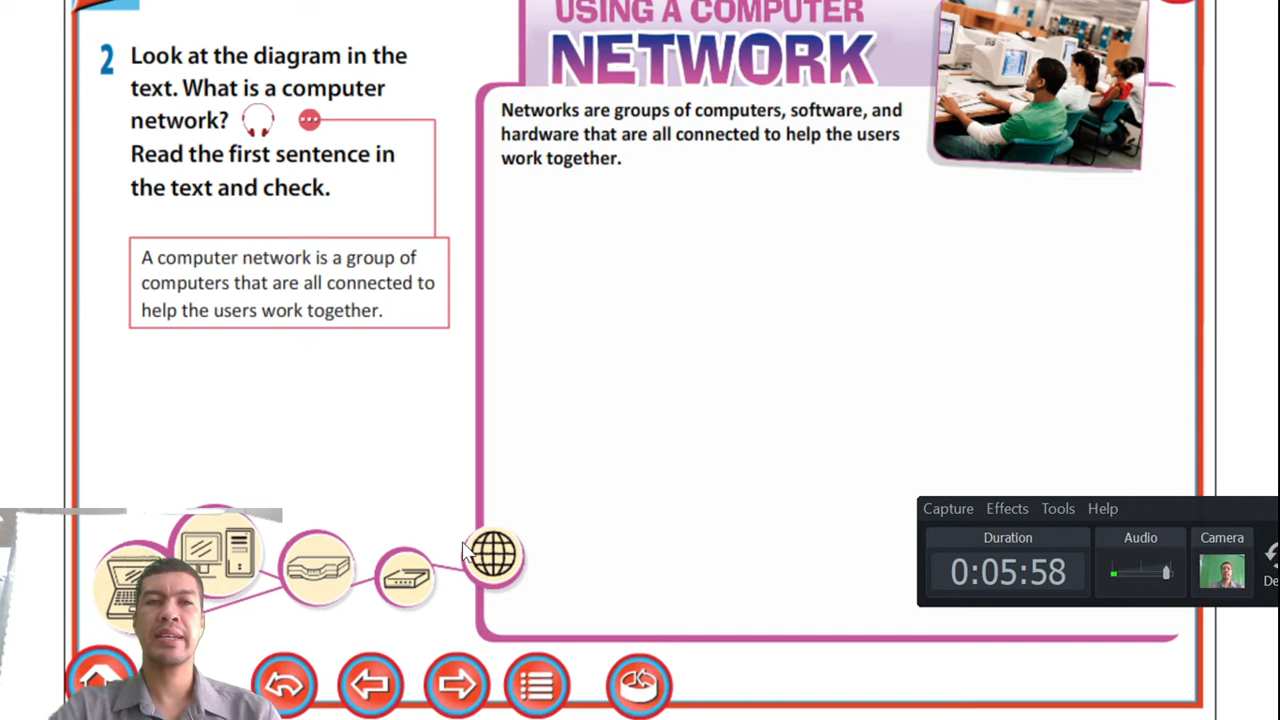 2 Look at the diagram in the
text. What is a computer
network?
Read the first sentence in
the text and check.
A computer network is a group of
computers that are all connected to
help the users work together.
USING A COMPUTER
NETWORK
Networks are groups of computers, software, and
hardware that are all connected to help the users
work together.
Capture Effects Tools Help
Duration Audio Camera
0:05:58